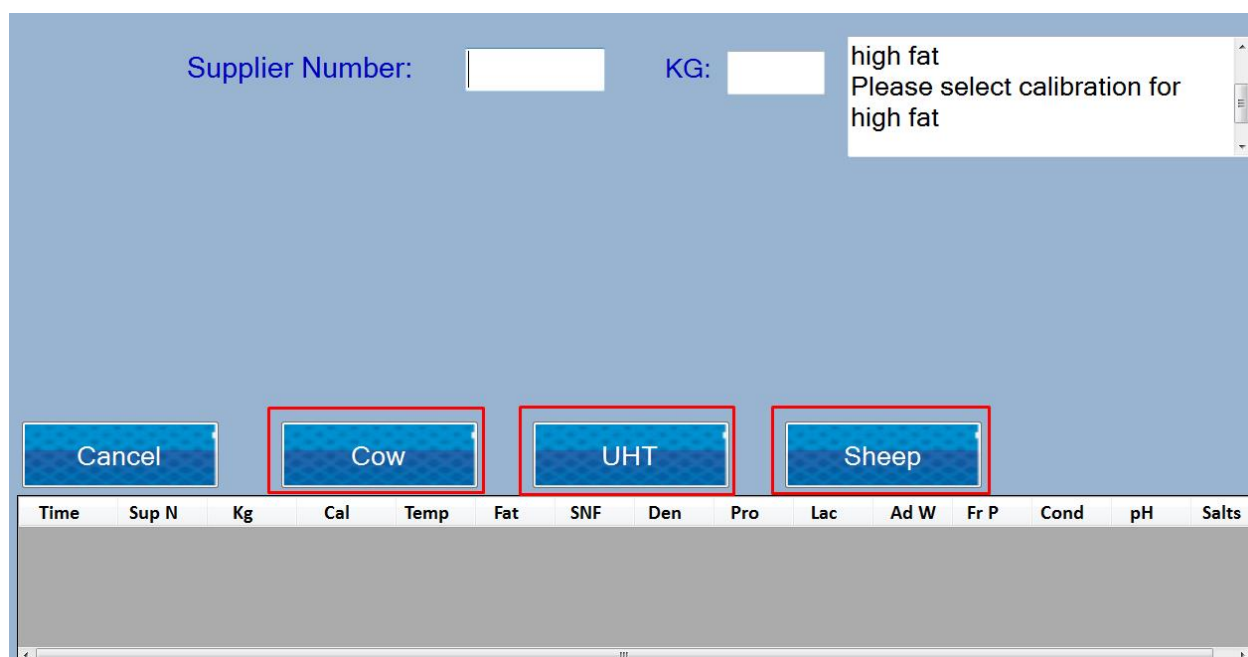 Supplier Number:
KG:
high fat
Please select calibration for
high fat
Cancel
Cow
UHT
Sheep
Time Sup N Kg Cal Temp Fat SNF Den Pro Lac Ad W Fr P Cond pH Salts